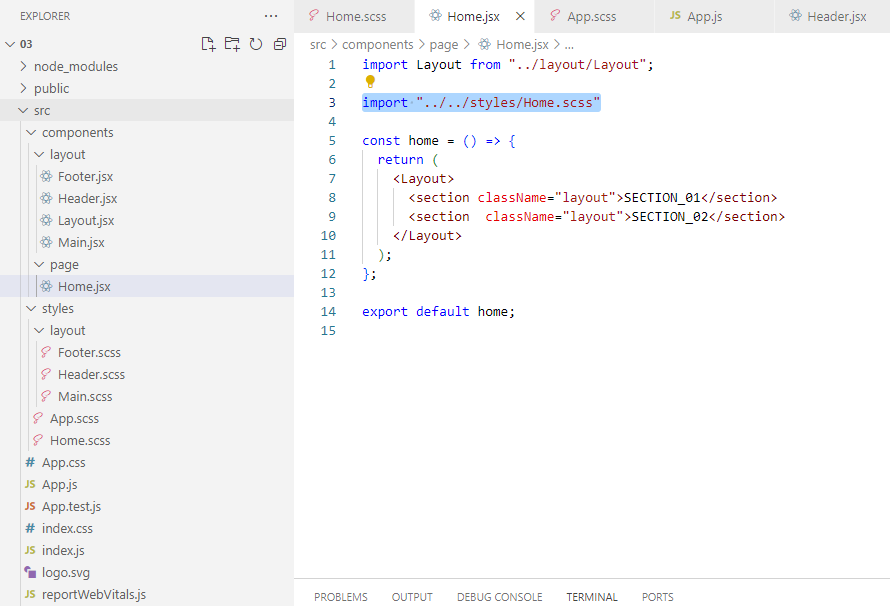 EXPLORER ...
03
node_modules
public
src
components
layout
Footer.jsx
Header.jsx
Layout.jsx
Main.jsx
page
Home.jsx
styles
layout
Footer.scss
Header.scss
Main.scss
App.scss
Home.scss
# App.css
JS App.js
JS App.test.js
# index.css
JS index.js
logo.svg
JS reportWebVitals.js
Home.scss Home.jsx App.scss JS App.js Header.jsx
src > components > page > Home.jsx > ...
1 import Layout from "../layout/Layout";
2
3 import "../../styles/Home.scss"
4
5 const home = () => {
6 return (
7 <Layout>
8 <section className="layout">SECTION_01</section>
9 <section  className="layout">SECTION_02</section>
10 </Layout>
11 );
12 };
13
14 export default home;
15
PROBLEMS OUTPUT DEBUG CONSOLE TERMINAL PORTS